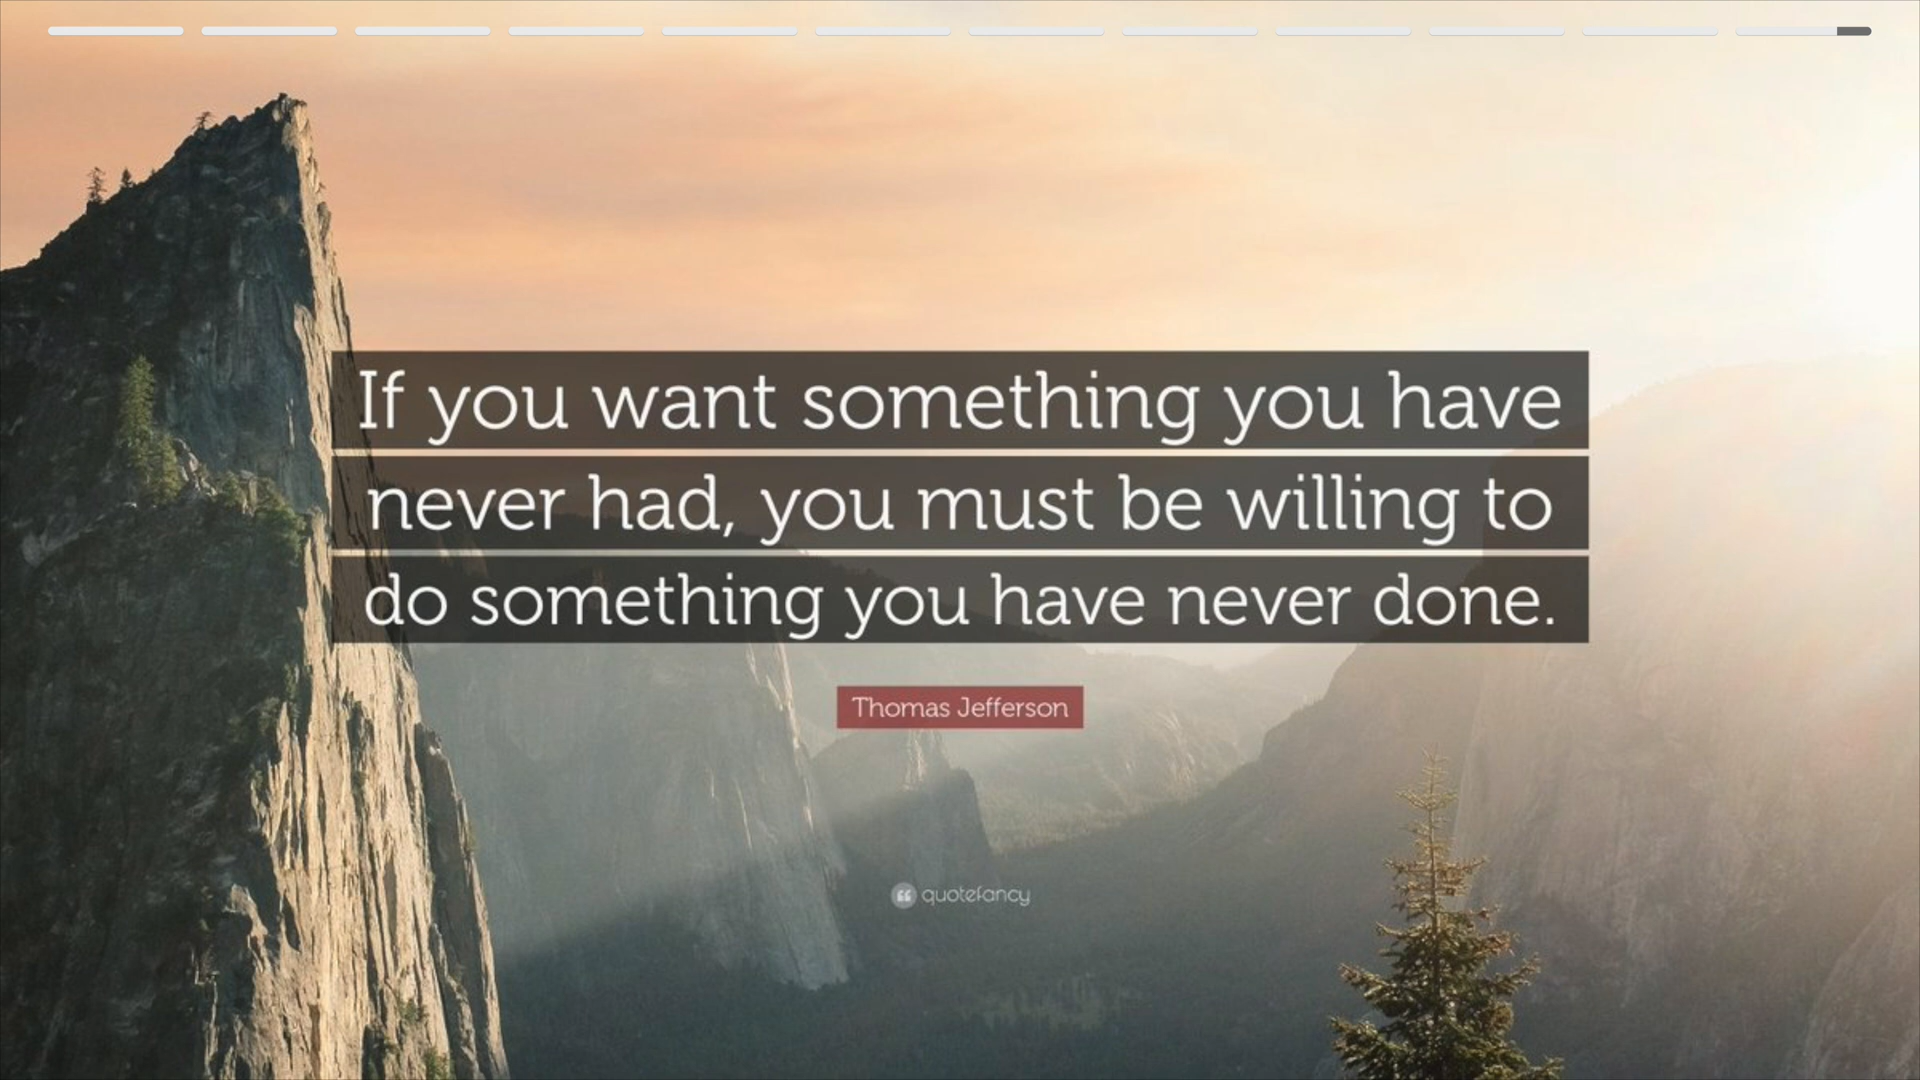 If you want something you have
never had, you must be willing to
do something you have never done.
Thomas Jefferson
quotefancy